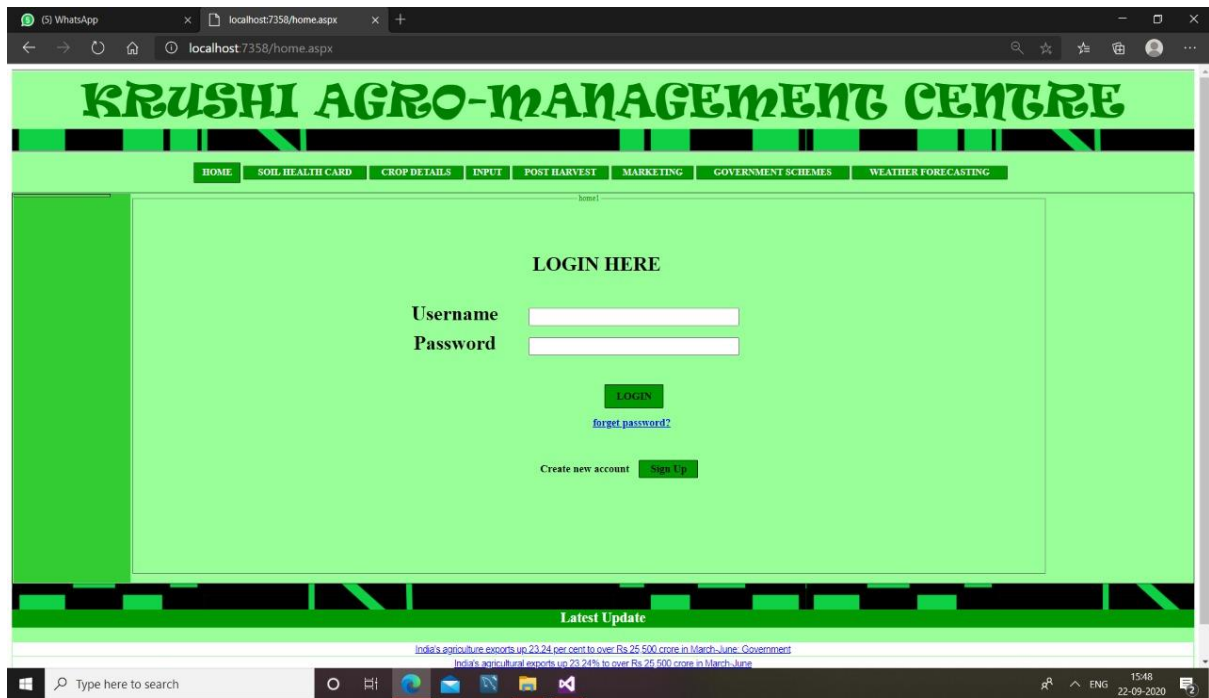 (5) WhatsApp
localhost:7358/home.aspx
localhost:7358/home.aspx
KRUSHI AGRO-MANAGEMENT CENTRE
HOME SOIL HEALTH CARD CROP DETAILS INPUT POST HARVEST MARKETING GOVERNMENT SCHEMES WEATHER FORECASTING
home1
LOGIN HERE
Username
Password
LOGIN
forget password?
Create new account Sign Up
Latest Update
India's agriculture exports up 23.24 per cent to over Rs 25 500 crore in March-June: Government
India's agricultural exports up 23.24% to over Rs 25 500 crore in March-June
Type here to search
ENG
15:48
22-09-2020
2